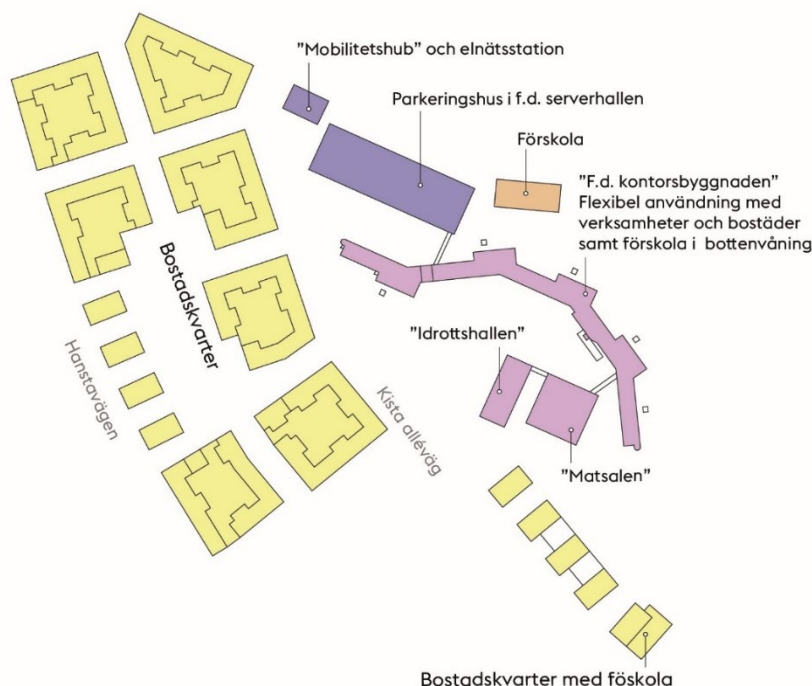 "Mobilitetshub" och elnätsstation
Parkeringshus i f.d. serverhallen
Förskola
"F.d. kontorsbyggnaden"
Flexibel användning med
verksamheter och bostäder
samt förskola i bottenvåning
Bostadskvarter
"Idrottshallen"
Hanstavägen
Kista alléväg
"Matsalen"
Bostadskvarter med föskola